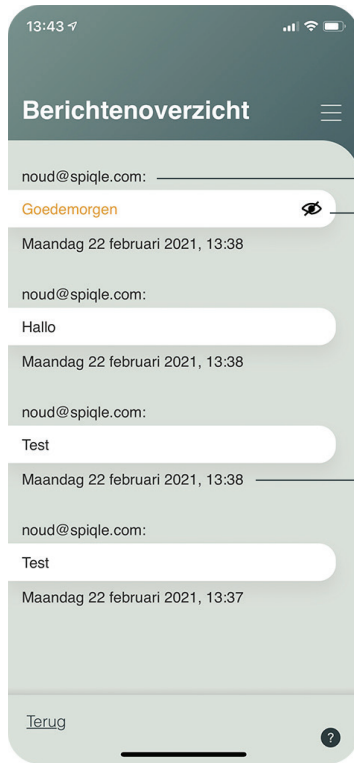 13:43
Berichtenoverzicht
noud@spiqle.com:
Goedemorgen
Maandag 22 februari 2021, 13:38
noud@spiqle.com:
Hallo
Maandag 22 februari 2021, 13:38
noud@spiqle.com:
Test
Maandag 22 februari 2021, 13:38
noud@spiqle.com:
Test
Maandag 22 februari 2021, 13:37
Terug
?